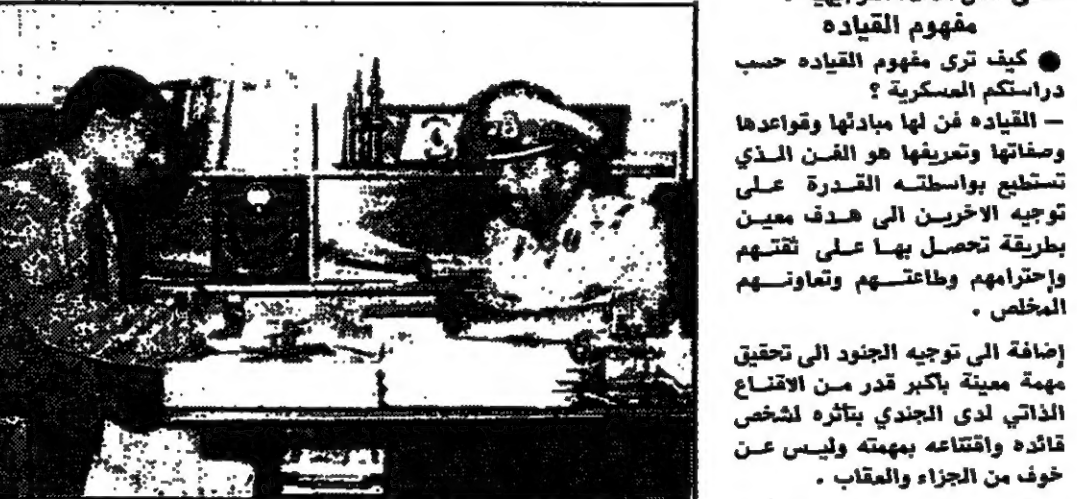 مفهوم القياده
● كيف ترى مفهوم القياده حسب
دراستكم العسكرية ؟
— القياده فن لها مبادئها وقواعدها
وصفاتها وتعريفها هو الفن الذي
تستطيع بواسطته القدرة على
توجيه الاخرين الى هدف معين
بطريقة تحصل بها على ثقتهم
وإحترامهم وطاعتهم وتعاونهم
المخلص .
إضافة الى توجيه الجنود الى تحقيق
مهمة معينة بأكبر قدر من الاقناع
الذاتي لدى الجندي بتأثره لشخص
قائده واقتناعه بمهمته وليس عن
خوف من الجزاء والعقاب .